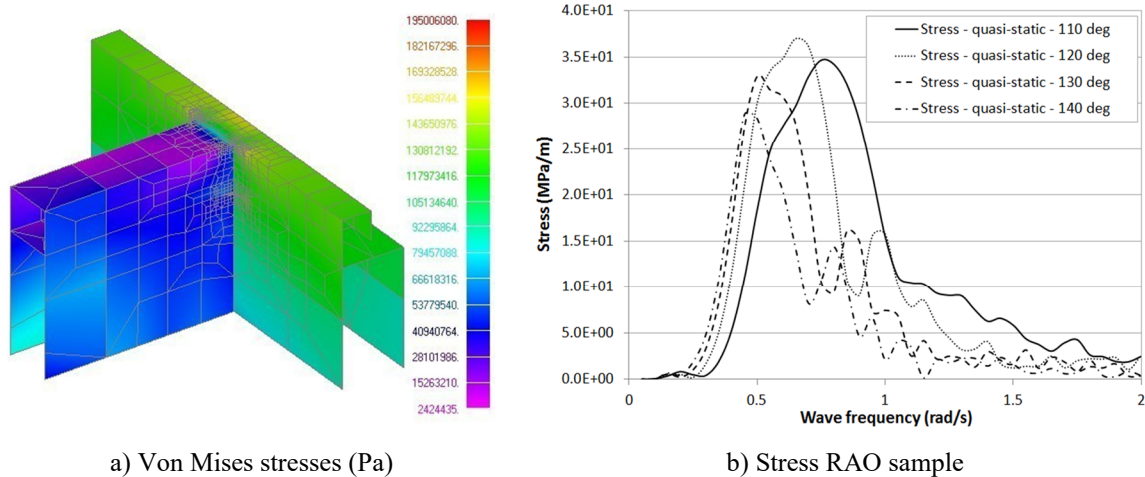 195006080.
182167296.
169328528.
156489744.
143650976.
130812192.
117973416.
105134640.
92295864.
79457088.
66618316.
53779540.
40940764.
28101986.
15263210.
2424435.
4.0E+01
3.5E+01
3.0E+01
2.5E+01
2.0E+01
1.5E+01
1.0E+01
5.0E+00
0.0E+00
Stress (MPa/m)
Stress - quasi-static - 110 deg
Stress - quasi-static - 120 deg
Stress - quasi-static - 130 deg
Stress - quasi-static - 140 deg
0 0.5 1 1.5 2
Wave frequency (rad/s)
a) Von Mises stresses (Pa)
b) Stress RAO sample